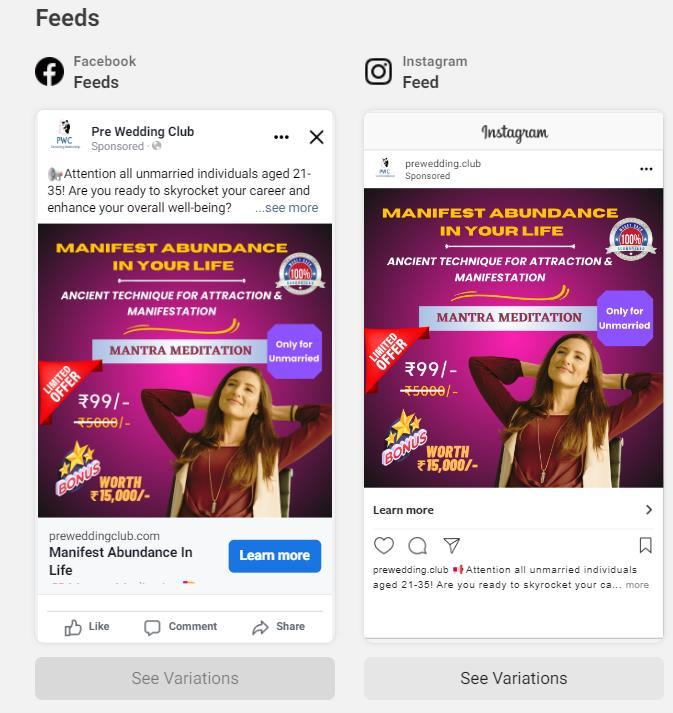 Feeds
Facebook
Feeds
PWC
Pre Wedding Club
Sponsored ·
Attention all unmarried individuals aged 21-
35! Are you ready to skyrocket your career and
enhance your overall well-being? ...see more
MANIFEST ABUNDANCE
IN YOUR LIFE
100%
ANCIENT TECHNIQUE FOR ATTRACTION &
MANIFESTATION
MANTRA MEDITATION
Only for
Unmarried
LIMITED
OFFER
₹99/-
₹5000/-
BONUS
WORTH
₹15,000/-
preweddingclub.com
Manifest Abundance In
Life
Learn more
Like
Comment
Share
See Variations
Instagram
Feed
Instagram
PWC
prewedding.club
Sponsored
MANIFEST ABUNDANCE
IN YOUR LIFE
100%
ANCIENT TECHNIQUE FOR ATTRACTION &
MANIFESTATION
MANTRA MEDITATION
Only for
Unmarried
LIMITED
OFFER
₹99/-
₹5000/-
BONUS
WORTH
₹15,000/-
Learn more
prewedding.club Attention all unmarried individuals
aged 21-35! Are you ready to skyrocket your ca... more
See Variations